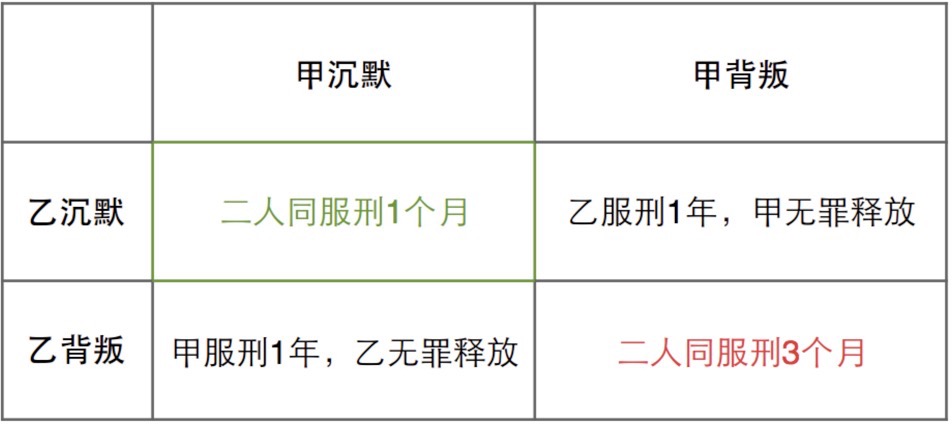 甲沉默 甲背叛
乙沉默 二人同服刑1个月 乙服刑1年，甲无罪释放
乙背叛 甲服刑1年，乙无罪释放 二人同服刑3个月